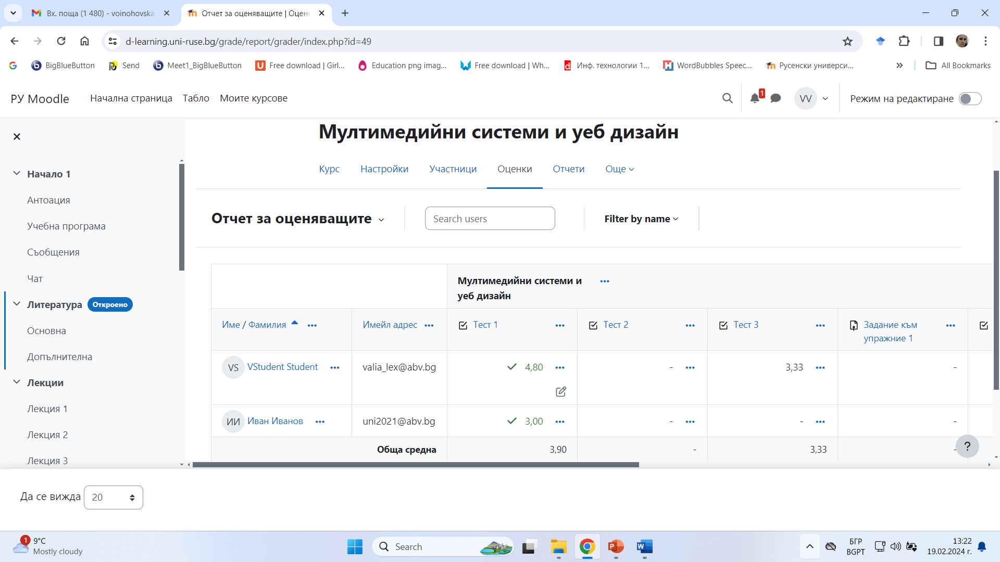 Вх. поща (1 480) - voinohovska
Отчет за оценяващите | Оцен
d-learning.uni-ruse.bg/grade/report/grader/index.php?id=49
BigBlueButton
Send
Meet1_BigBlueButton
Free download | Girl...
Education png imag...
Free download | Wh...
Инф. технологии 1...
WordBubbles Speec...
Русенски универси...
All Bookmarks
РУ Moodle
Начална страница
Табло
Моите курсове
1
VV
Режим на редактиране
Мултимедийни системи и уеб дизайн
Курс
Настройки
Участници
Оценки
Отчети
Още
Начало 1
Антоация
Учебна програма
Съобщения
Чат
Литература
Откроено
Основна
Допълнителна
Лекции
Лекция 1
Лекция 2
Лекция 3
Отчет за оценяващите
Search users
Filter by name
Мултимедийни системи и
уеб дизайн
Име / Фамилия
Имейл адрес
Тест 1
Тест 2
Тест 3
Задание към
упражние 1
VS VStudent Student
valia_lex@abv.bg
4,80
-
3,33
-
ИИ Иван Иванов
uni2021@abv.bg
3,00
-
-
-
Обща средна
3,90
-
3,33
-
?
Да се вижда
20
1
9°C
Mostly cloudy
Search
БГР
BGPT
13:22
19.02.2024 г.